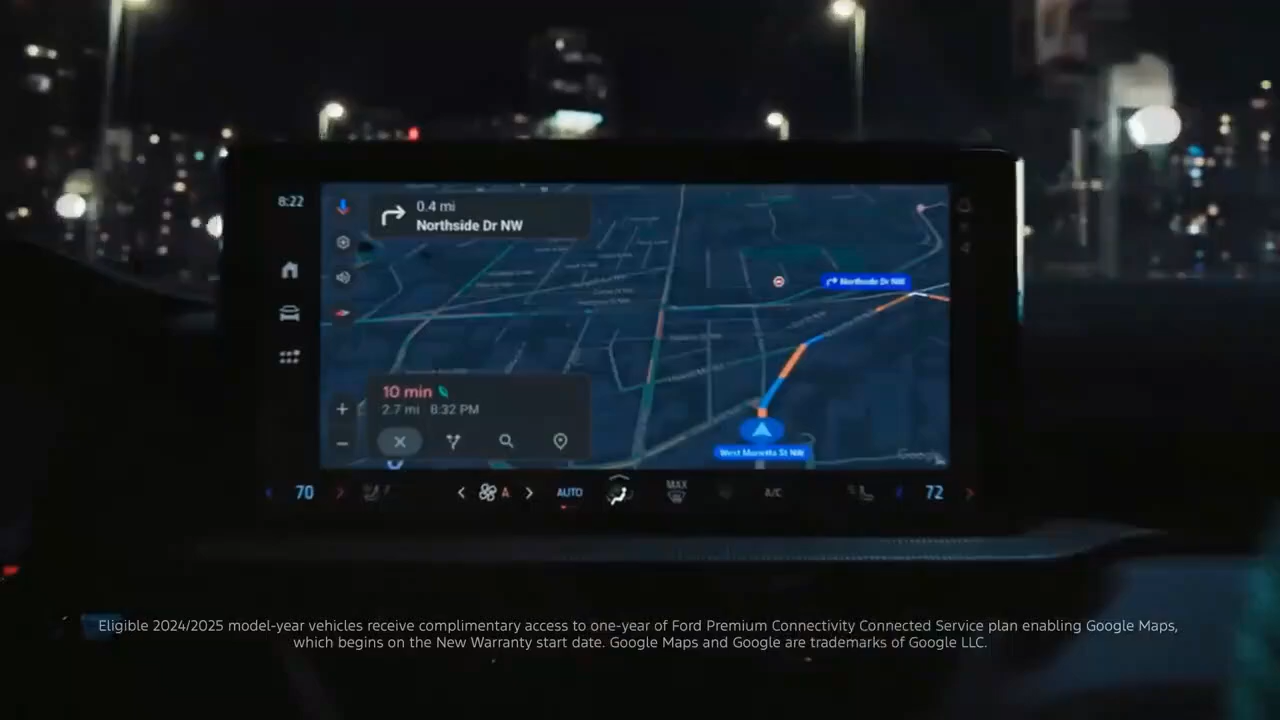 8:22
0.4 mi
Northside Dr NW
Northside Dr NW
10 min
2.7 mi 8:32 PM
West Marietta St NW
Google
70
A
AUTO
MAX
A/C
72
Eligible 2024/2025 model-year vehicles receive complimentary access to one-year of Ford Premium Connectivity Connected Service plan enabling Google Maps,
which begins on the New Warranty start date. Google Maps and Google are trademarks of Google LLC.